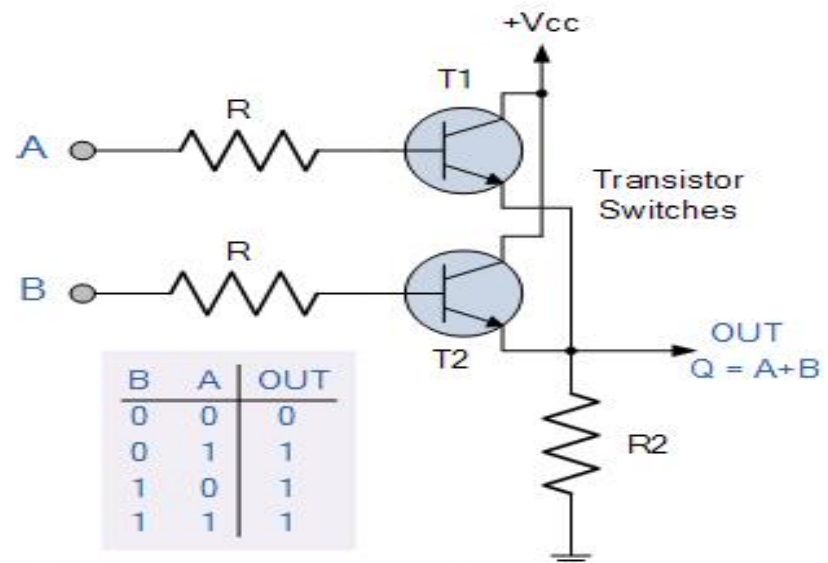 +Vcc
T1
R
A
Transistor
Switches
R
B
T2
OUT
Q = A+B
B A OUT
0 0 0
0 1 1
1 0 1
1 1 1
R2